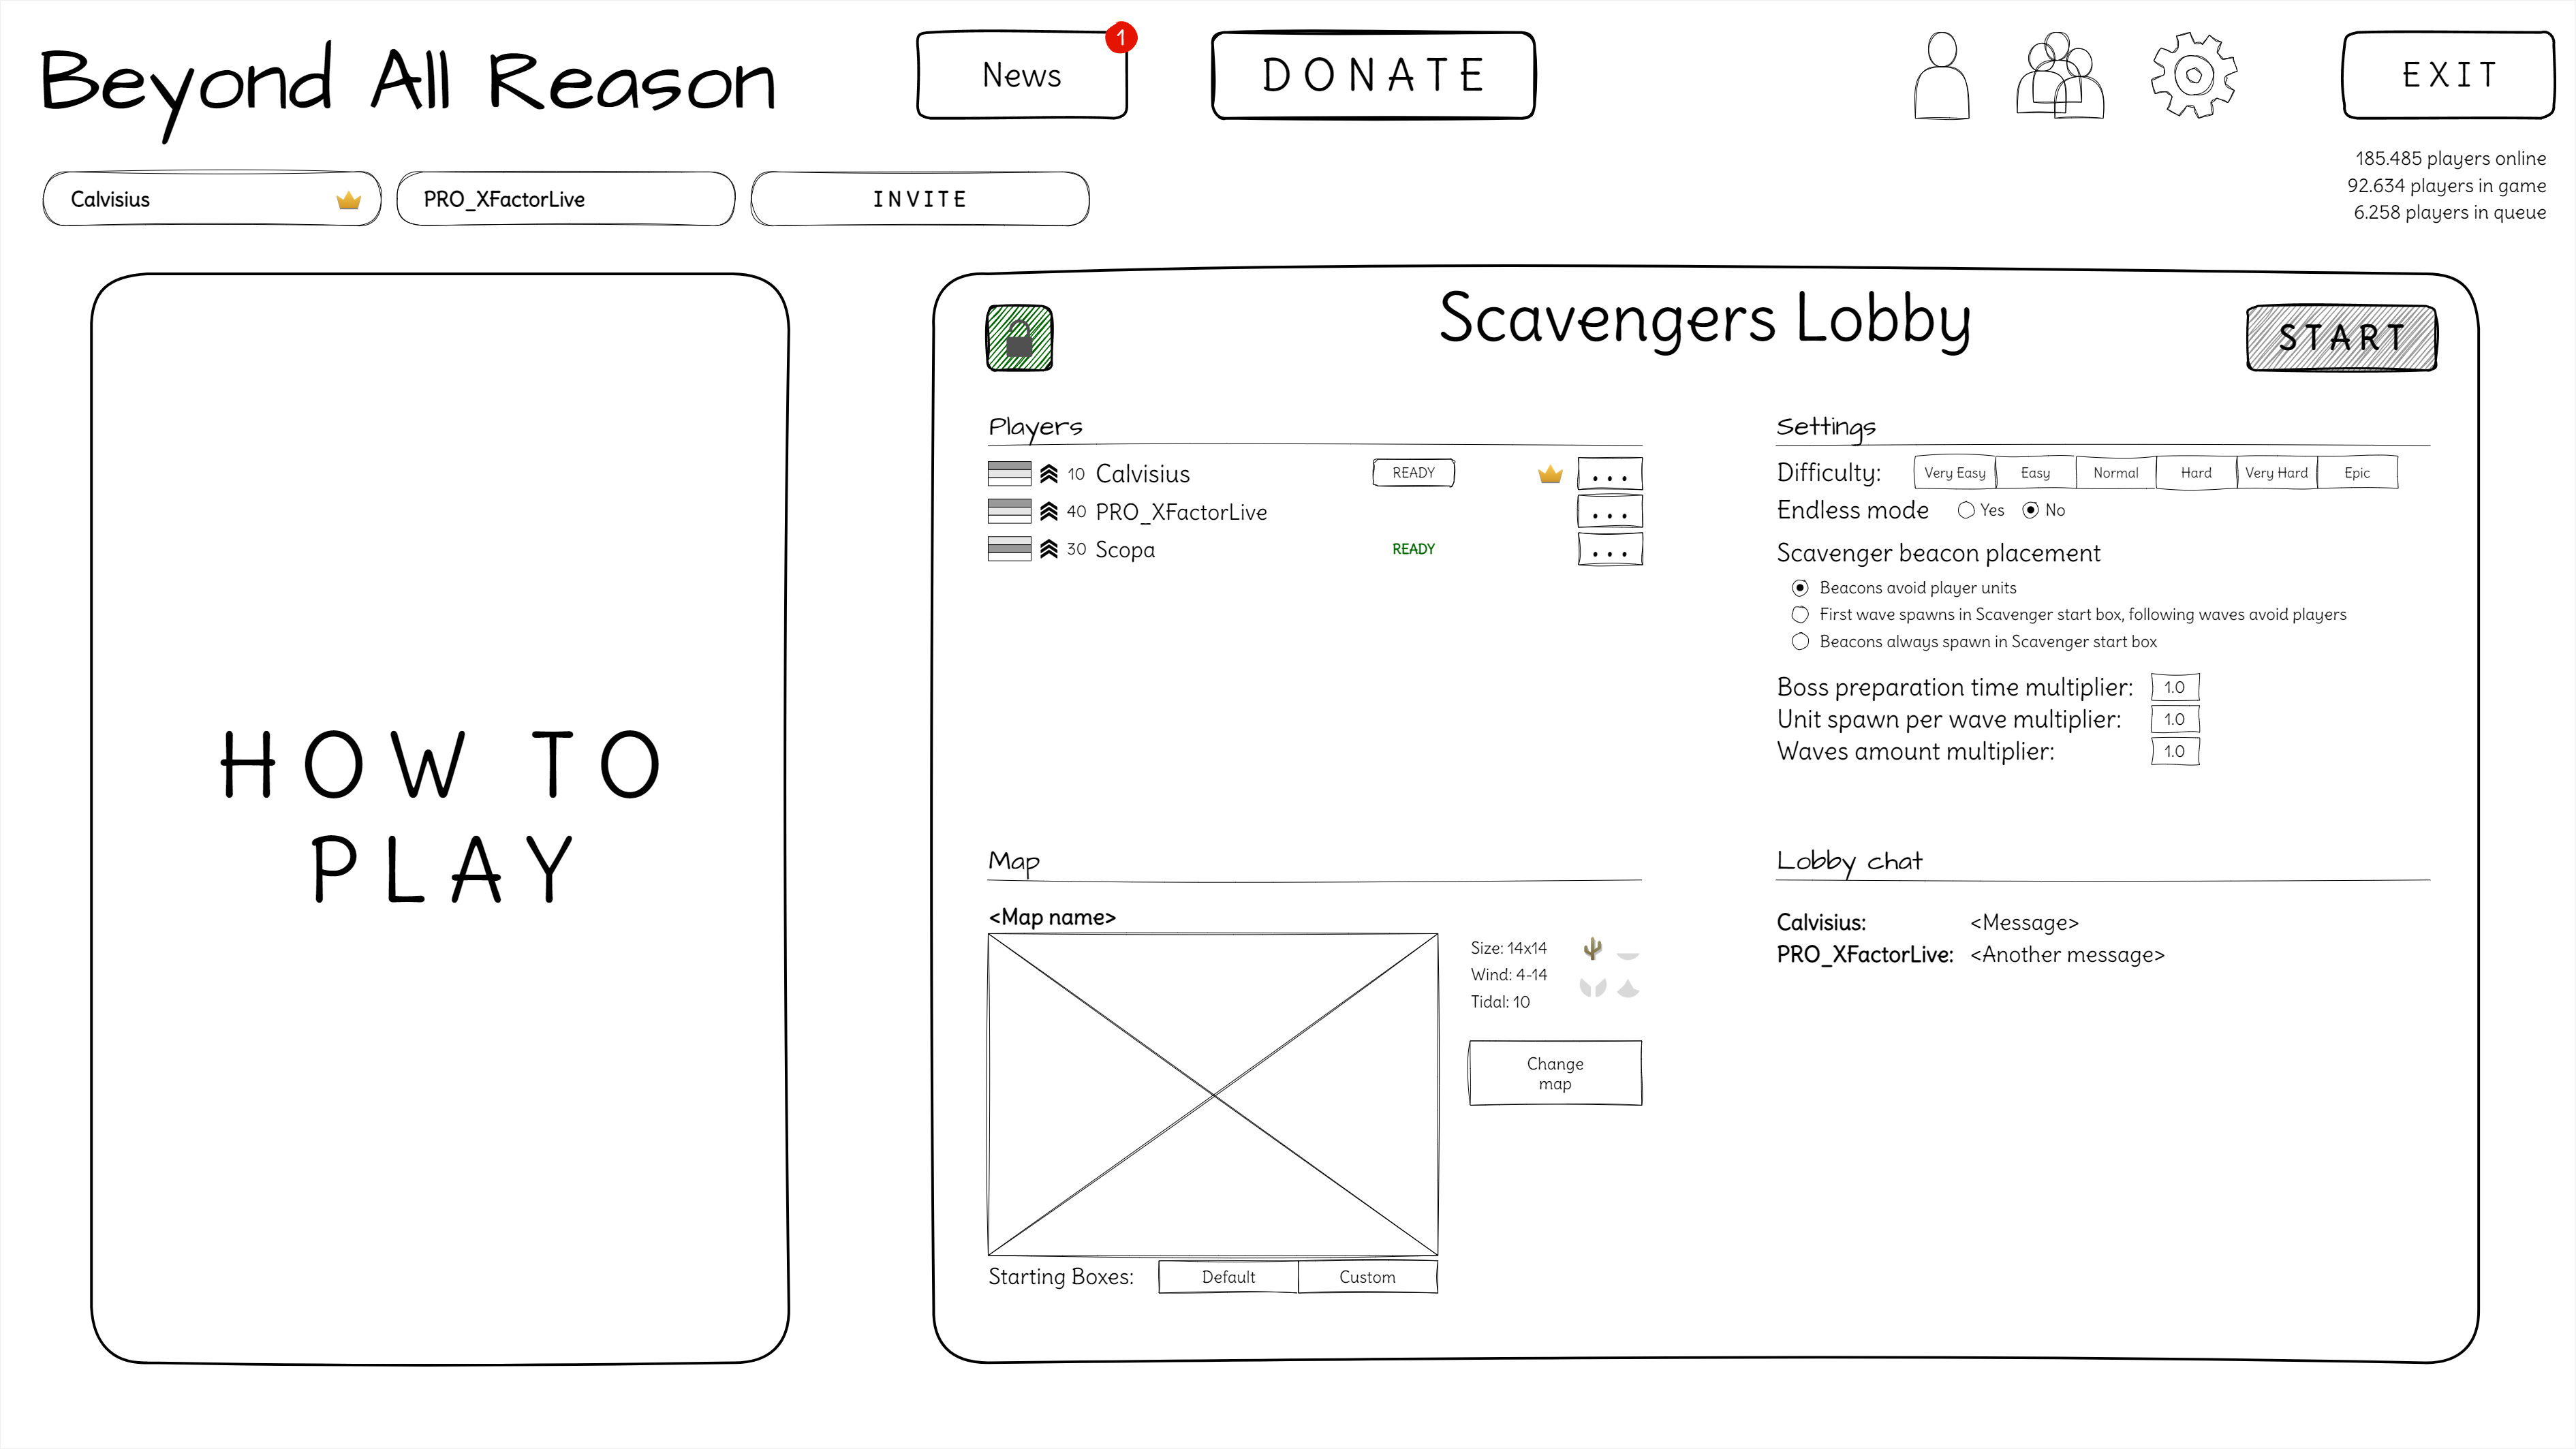 Beyond All Reason
News
1
DONATE
EXIT
185.485 players online
92.634 players in game
6.258 players in queue
Calvisius
PRO_XFactorLive
INVITE
HOW TO
PLAY
Scavengers Lobby
START
Players
10 Calvisius READY ...
40 PRO_XFactorLive ...
30 Scopa READY ...
Settings
Difficulty: Very Easy Easy Normal Hard Very Hard Epic
Endless mode Yes No
Scavenger beacon placement
Beacons avoid player units
First wave spawns in Scavenger start box, following waves avoid players
Beacons always spawn in Scavenger start box
Boss preparation time multiplier: 1.0
Unit spawn per wave multiplier: 1.0
Waves amount multiplier: 1.0
Map
<Map name>
Size: 14x14
Wind: 4-14
Tidal: 10
Change
map
Starting Boxes: Default Custom
Lobby chat
Calvisius: <Message>
PRO_XFactorLive: <Another message>